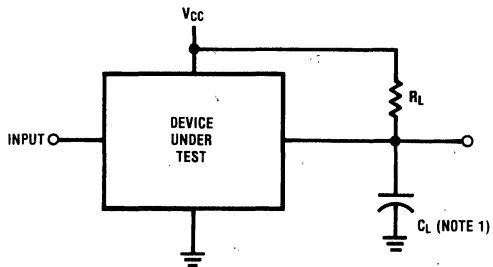 VCC
RL
INPUT
DEVICE
UNDER
TEST
CL (NOTE 1)